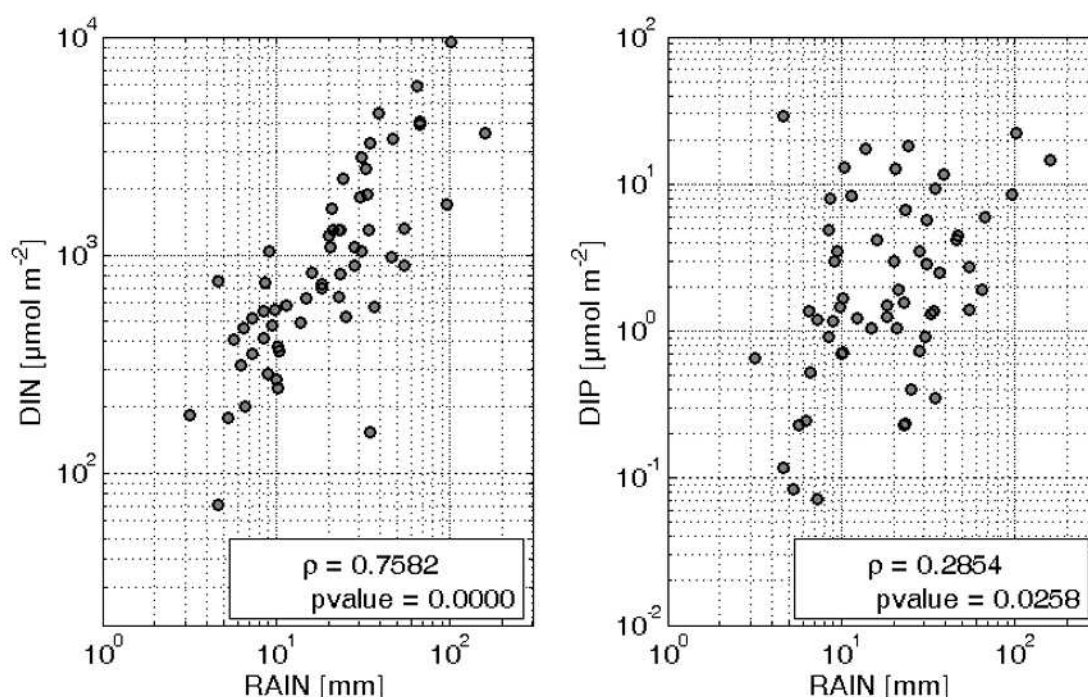 10^4
10^3
10^2
DIN [µmol m^-2]
10^0
10^1
10^2
RAIN [mm]
ρ = 0.7582
pvalue = 0.0000
10^2
10^1
10^0
10^-1
10^-2
DIP [µmol m^-2]
10^0
10^1
10^2
RAIN [mm]
ρ = 0.2854
pvalue = 0.0258